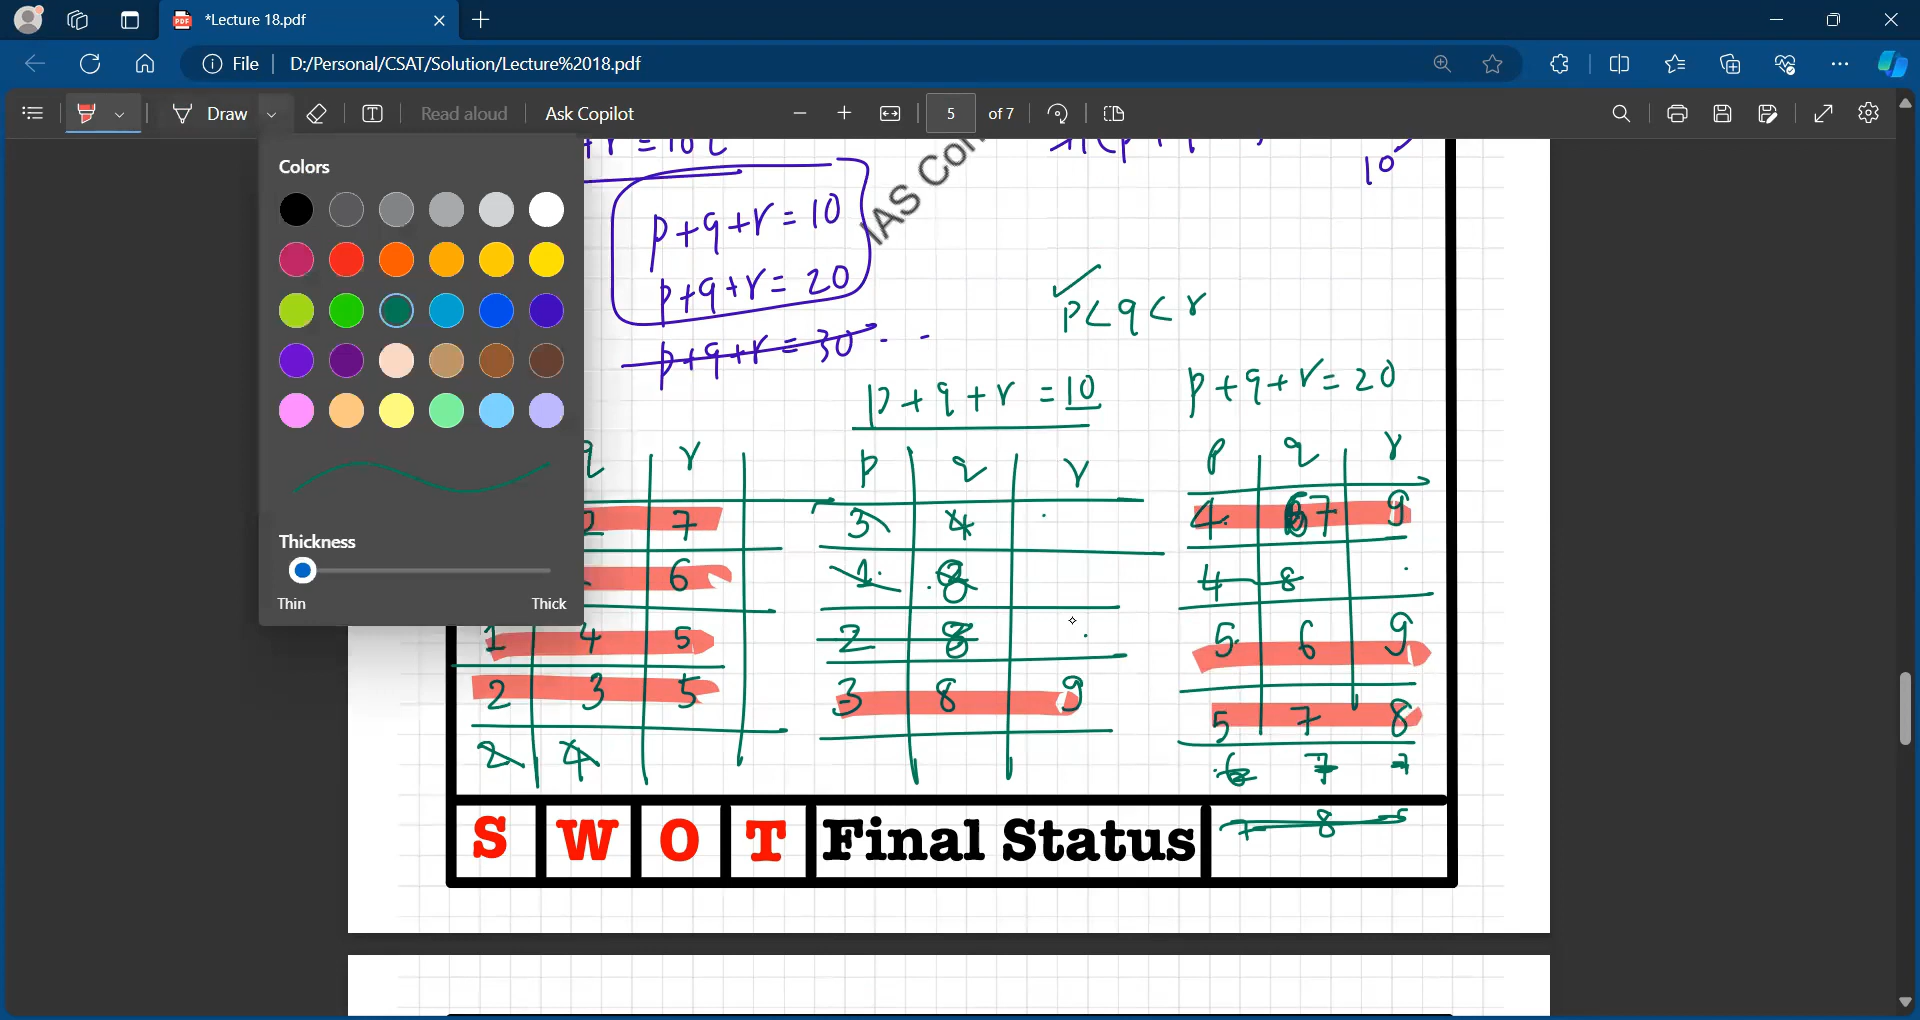 *Lecture 18.pdf
File D:/Personal/CSAT/Solution/Lecture%2018.pdf
Draw Read aloud Ask Copilot 5 of 7
Colors
Thickness
Thin Thick
IAS
10
p+q+r = 10
p+q+r = 20
p+q+r = 30 - -
✓
p<q<r
p+q+r = 10
p+q+r = 20
q r
p q r
p q r
2 7
3 4
4 7 9
6
1 8
4 8
1 4 5
2 8
5 6 9
2 3 5
3 8 9
5 7 8
2 4
6 7 7
7 8
S W O T Final Status